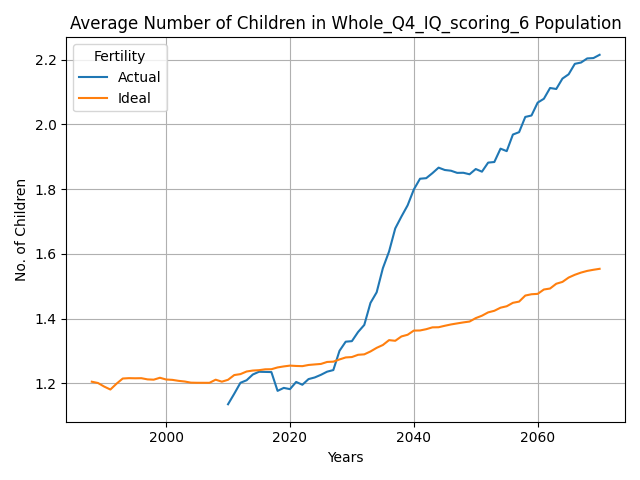 Average Number of Children in Whole_Q4_IQ_scoring_6 Population
Fertility
Actual
Ideal
No. of Children
2.2
2.0
1.8
1.6
1.4
1.2
2000
2020
2040
2060
Years